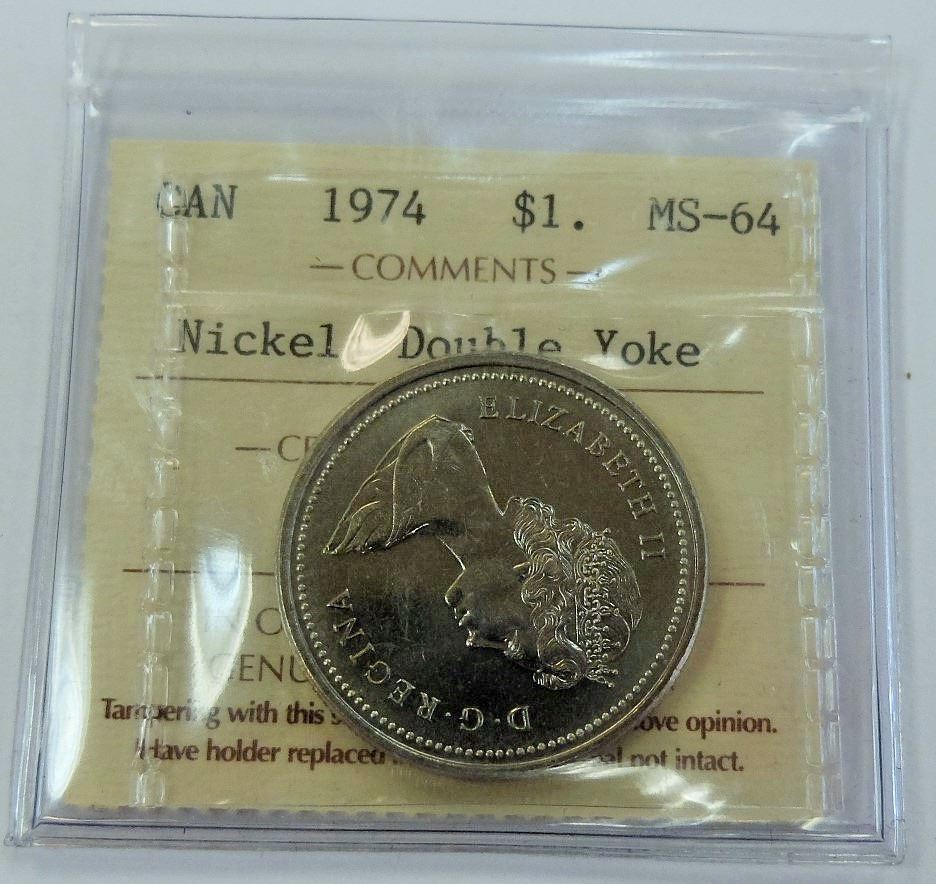 CAN 1974 $1. MS-64
— COMMENTS —
Nickel Double Yoke
ELIZABETH II
D·G·REGINA
Tampering with this
ove opinion.
Have holder replaced
not intact.